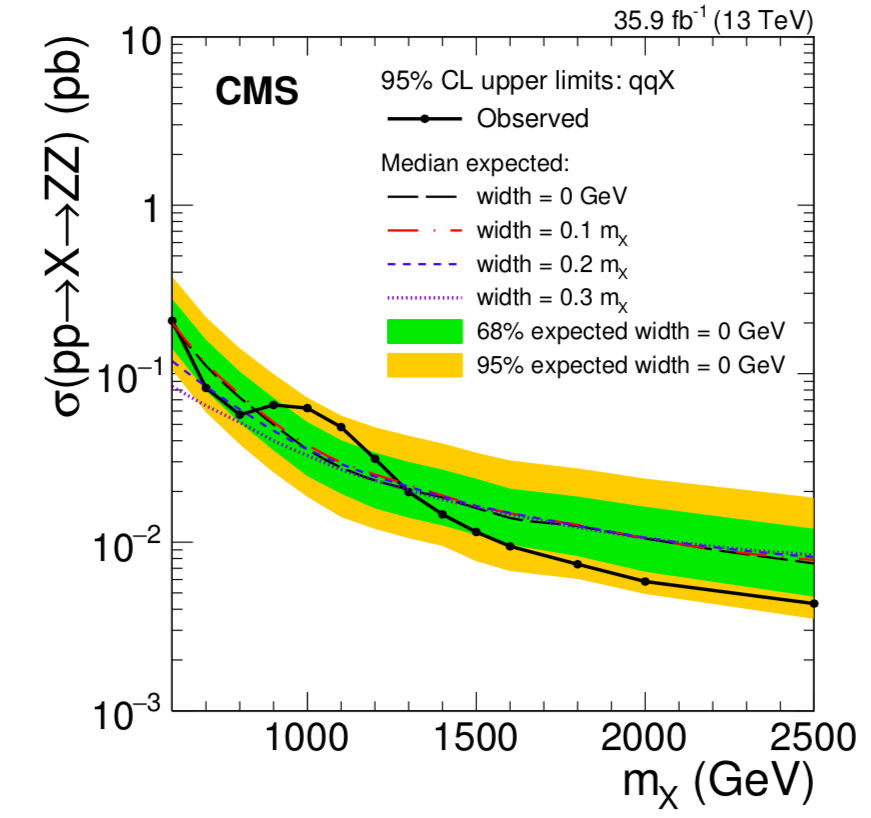 35.9 fb⁻¹ (13 TeV)
CMS
95% CL upper limits: qqX
Observed
Median expected:
width = 0 GeV
width = 0.1 mX
width = 0.2 mX
width = 0.3 mX
68% expected width = 0 GeV
95% expected width = 0 GeV
σ(pp→X→ZZ) (pb)
10
1
10⁻¹
10⁻²
10⁻³
1000 1500 2000 2500
mX (GeV)